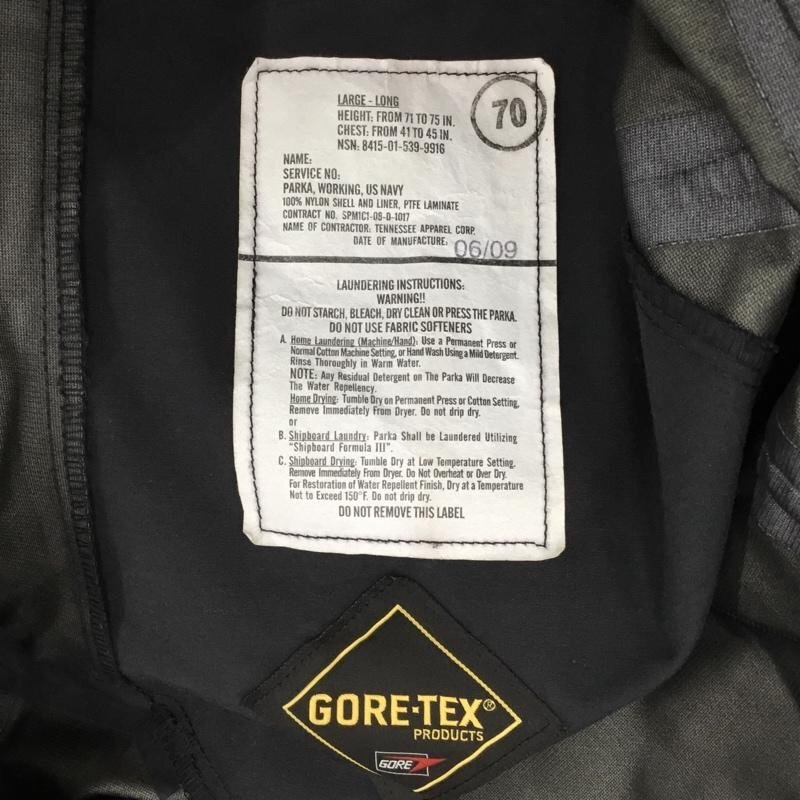 LARGE - LONG
HEIGHT: FROM 71 TO 75 IN.
CHEST: FROM 41 TO 45 IN.
NSN: 8415-01-539-9916
70
NAME:
SERVICE NO:
PARKA, WORKING, US NAVY
100% NYLON SHELL AND LINER, PTFE LAMINATE
CONTRACT NO. SPM1C1-08-D-1017
NAME OF CONTRACTOR: TENNESSEE APPAREL CORP.
DATE OF MANUFACTURE: 06/09
LAUNDERING INSTRUCTIONS:
WARNING!!
DO NOT STARCH, BLEACH, DRY CLEAN OR PRESS THE PARKA.
DO NOT USE FABRIC SOFTENERS
A. Home Laundering (Machine/Hand): Use a Permanent Press or
Normal Cotton Machine Setting, or Hand Wash Using a Mild Detergent.
Rinse Thoroughly in Warm Water.
NOTE: Any Residual Detergent on The Parka Will Decrease
The Water Repellency.
Home Drying: Tumble Dry on Permanent Press or Cotton Setting,
Remove Immediately From Dryer. Do not drip dry.
or
B. Shipboard Laundry: Parka Shall be Laundered Utilizing
"Shipboard Formula III".
C. Shipboard Drying: Tumble Dry at Low Temperature Setting.
Remove Immediately From Dryer. Do Not Overheat or Over Dry.
For Restoration of Water Repellent Finish, Dry at a Temperature
Not to Exceed 150°F. Do not drip dry.
DO NOT REMOVE THIS LABEL
GORE-TEX®
PRODUCTS
GORE